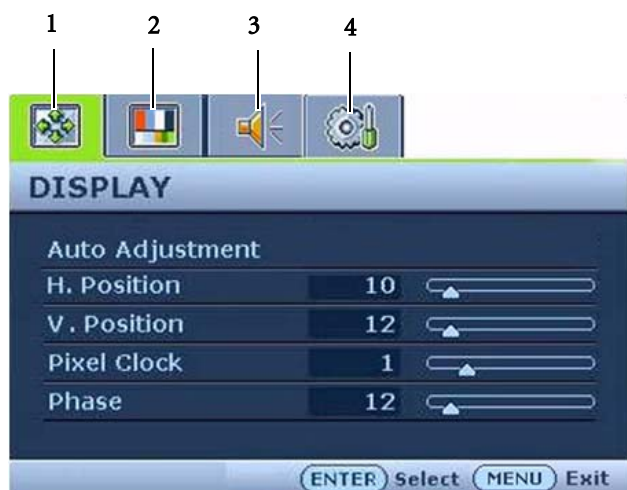 1 2 3 4
DISPLAY
Auto Adjustment
H. Position 10
V. Position 12
Pixel Clock 1
Phase 12
ENTER Select MENU Exit